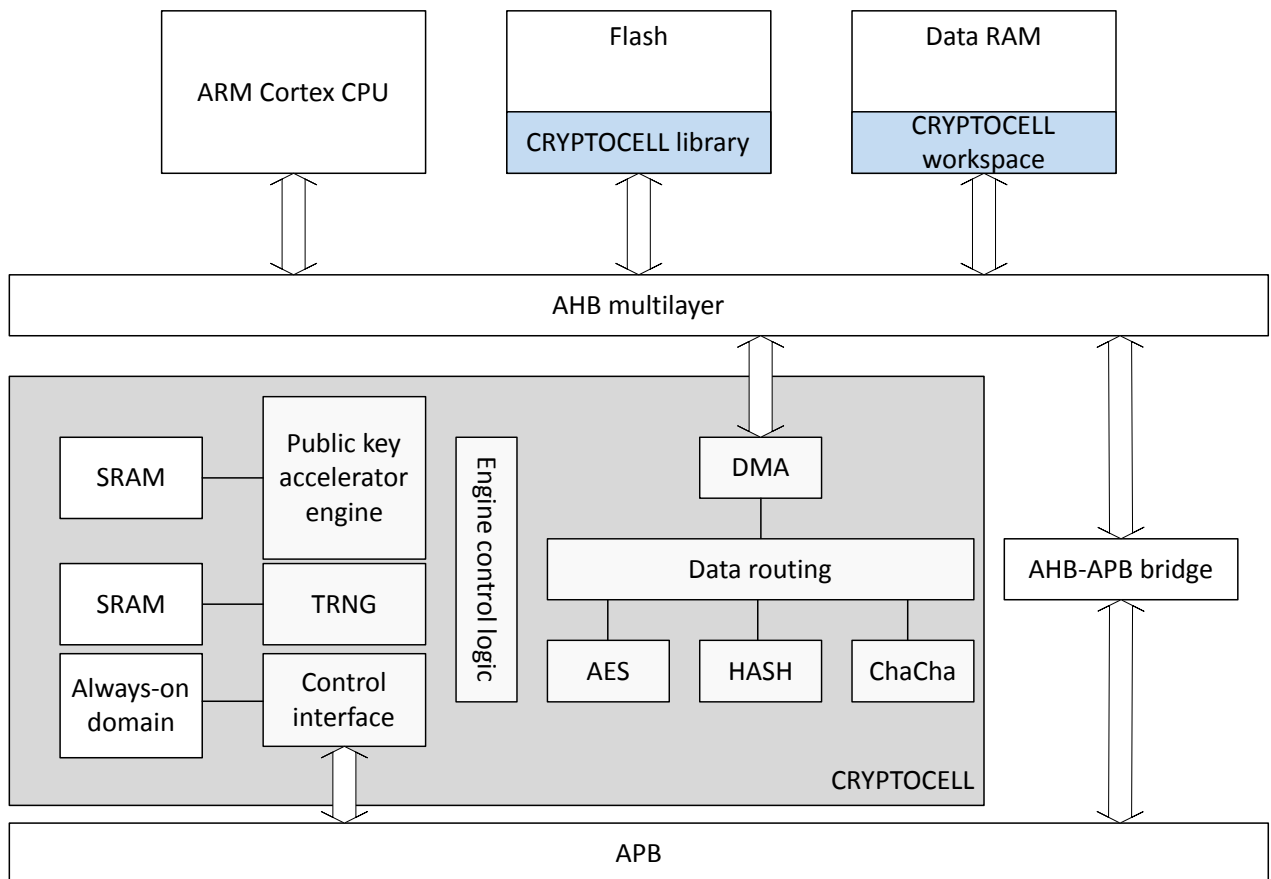 ARM Cortex CPU
Flash
CRYPTOCELL library
Data RAM
CRYPTOCELL
workspace
AHB multilayer
SRAM
Public key
accelerator
engine
Engine control logic
DMA
Data routing
AHB-APB bridge
SRAM
TRNG
AES
HASH
ChaCha
Always-on
domain
Control
interface
CRYPTOCELL
APB